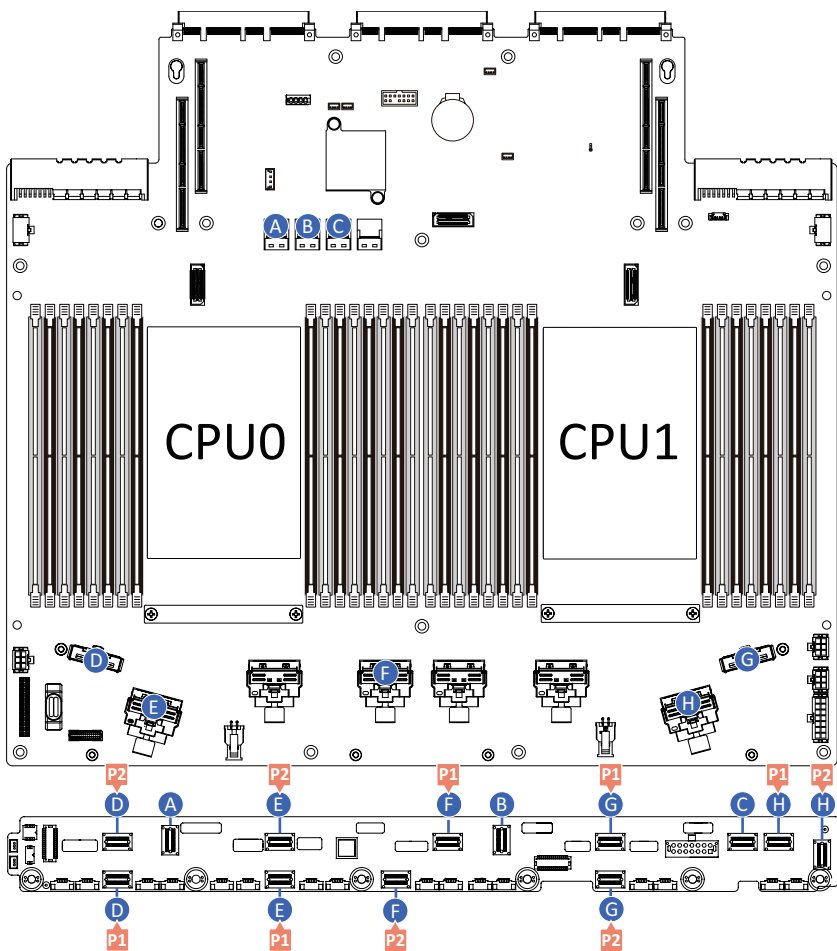 A B C
CPU0 CPU1
D G
F
E H
P2 P2 P1 P1 P1 P2
D A E F B G C H H
D E F G
P1 P1 P2 P2